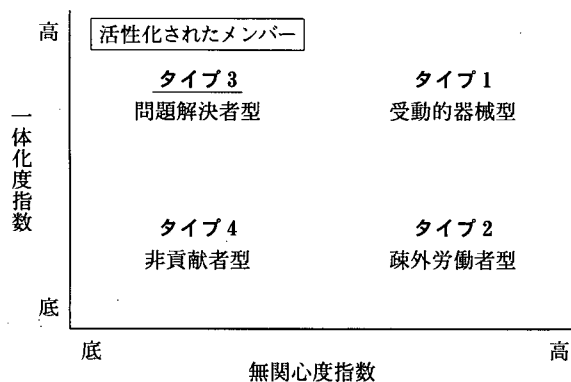 高
活性化されたメンバー
タイプ 3
問題解決者型
タイプ 1
受動的器械型
一体化度指数
タイプ 4
非貢献者型
タイプ 2
疎外労働者型
底
底
高
無関心度指数